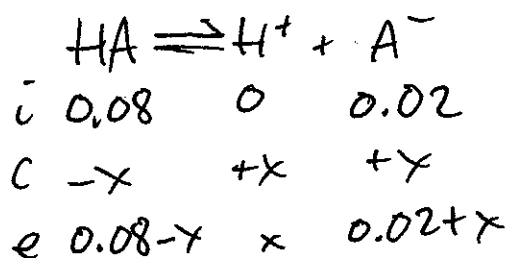 HA ⇌ H⁺ + A⁻
i 0.08 0 0.02
c -x +x +x
e 0.08-x x 0.02+x